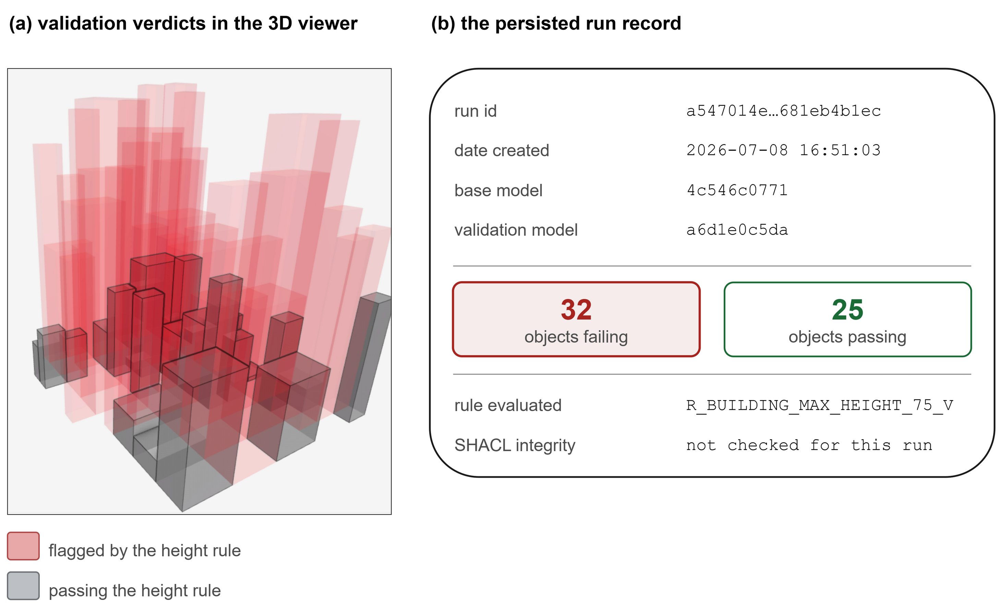 (a) validation verdicts in the 3D viewer
flagged by the height rule
passing the height rule
(b) the persisted run record
run id a547014e…681eb4b1ec
date created 2026-07-08 16:51:03
base model 4c546c0771
validation model a6d1e0c5da
32
objects failing
25
objects passing
rule evaluated R_BUILDING_MAX_HEIGHT_75_V
SHACL integrity not checked for this run